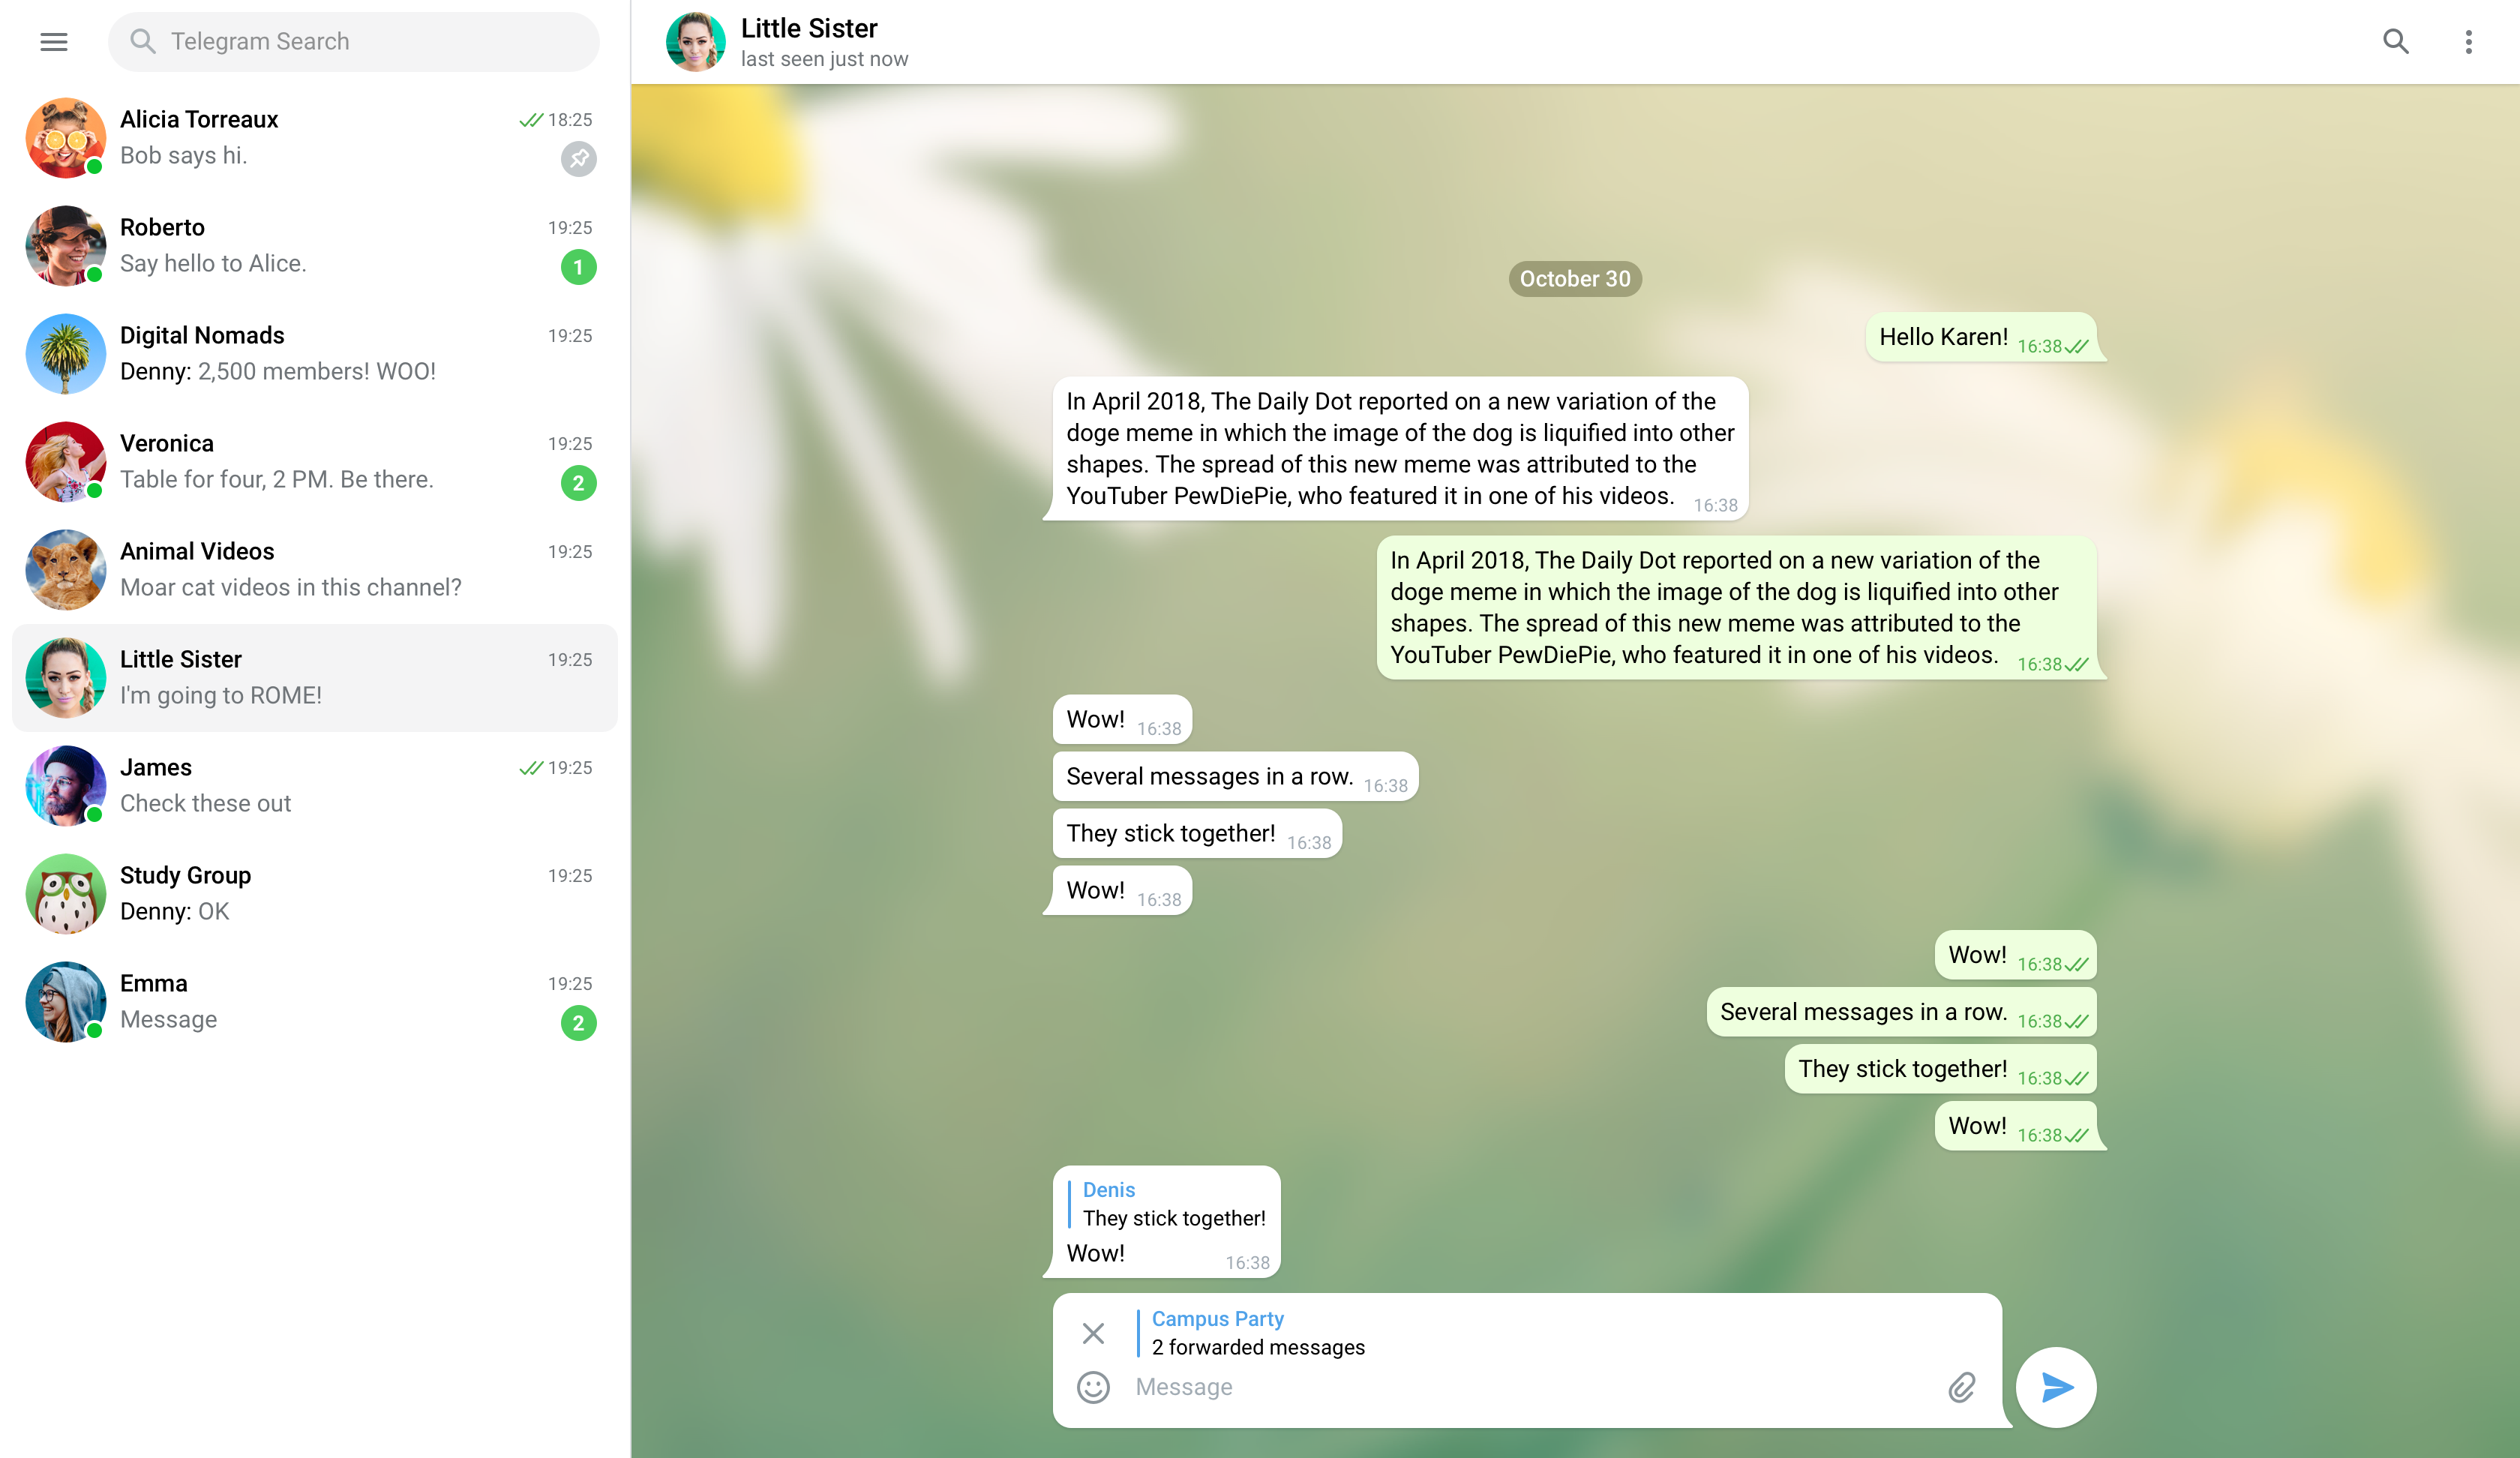 Telegram Search
Alicia Torreaux 18:25
Bob says hi.
Roberto 19:25
Say hello to Alice. 1
Digital Nomads 19:25
Denny: 2,500 members! WOO!
Veronica 19:25
Table for four, 2 PM. Be there. 2
Animal Videos 19:25
Moar cat videos in this channel?
Little Sister 19:25
I'm going to ROME!
James 19:25
Check these out
Study Group 19:25
Denny: OK
Emma 19:25
Message 2
Little Sister
last seen just now
October 30
Hello Karen! 16:38
In April 2018, The Daily Dot reported on a new variation of the
doge meme in which the image of the dog is liquified into other
shapes. The spread of this new meme was attributed to the
YouTuber PewDiePie, who featured it in one of his videos. 16:38
In April 2018, The Daily Dot reported on a new variation of the
doge meme in which the image of the dog is liquified into other
shapes. The spread of this new meme was attributed to the
YouTuber PewDiePie, who featured it in one of his videos. 16:38
Wow! 16:38
Several messages in a row. 16:38
They stick together! 16:38
Wow! 16:38
Wow! 16:38
Several messages in a row. 16:38
They stick together! 16:38
Wow! 16:38
Denis
They stick together!
Wow! 16:38
Campus Party
2 forwarded messages
Message